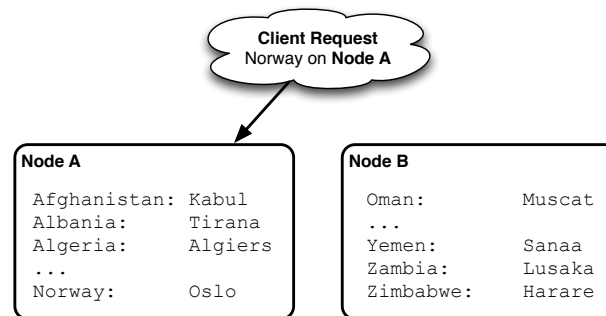 Client Request
Norway on Node A
Node A
Afghanistan: Kabul
Albania: Tirana
Algeria: Algiers
...
Norway: Oslo
Node B
Oman: Muscat
...
Yemen: Sanaa
Zambia: Lusaka
Zimbabwe: Harare